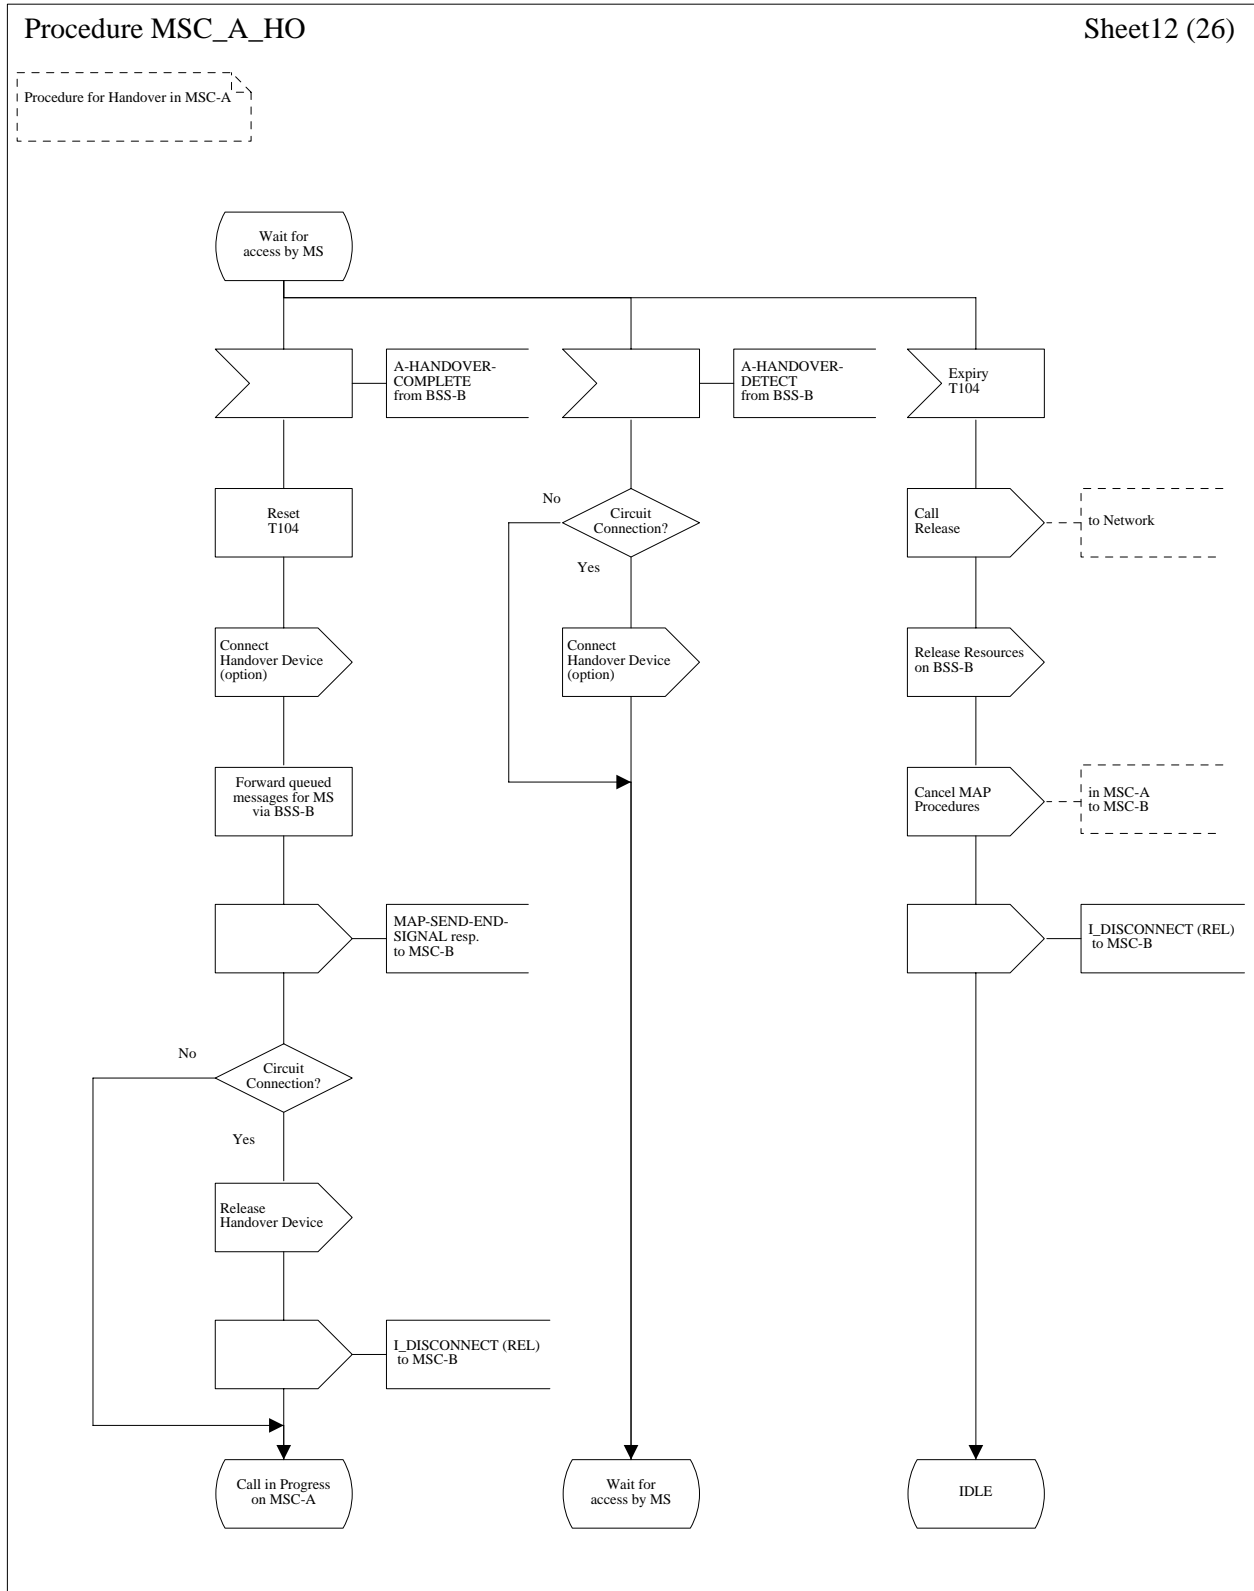 Procedure MSC_A_HO
Sheet12 (26)
Procedure for Handover in MSC-A
Wait for
access by MS
A-HANDOVER-
COMPLETE
from BSS-B
A-HANDOVER-
DETECT
from BSS-B
Expiry
T104
Reset
T104
No
Circuit
Connection?
Yes
Call
Release
to Network
Connect
Handover Device
(option)
Connect
Handover Device
(option)
Release Resources
on BSS-B
Forward queued
messages for MS
via BSS-B
Cancel MAP
Procedures
in MSC-A
to MSC-B
MAP-SEND-END-
SIGNAL resp.
to MSC-B
I_DISCONNECT (REL)
to MSC-B
No
Circuit
Connection?
Yes
Release
Handover Device
I_DISCONNECT (REL)
to MSC-B
Call in Progress
on MSC-A
Wait for
access by MS
IDLE